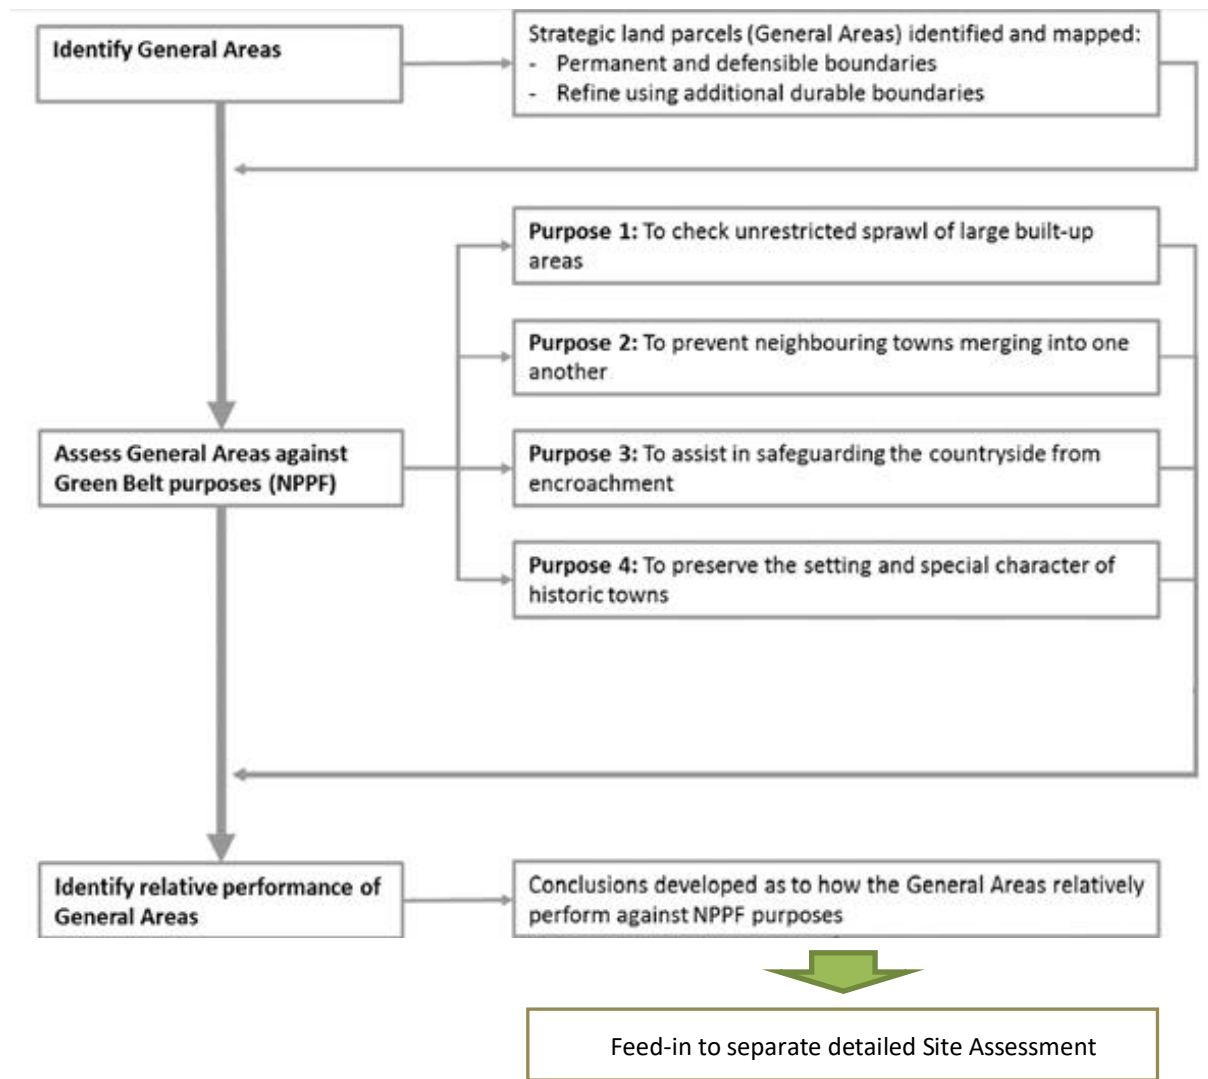 Identify General Areas
Strategic land parcels (General Areas) identified and mapped:
- Permanent and defensible boundaries
- Refine using additional durable boundaries
Purpose 1: To check unrestricted sprawl of large built-up
areas
Purpose 2: To prevent neighbouring towns merging into one
another
Assess General Areas against
Green Belt purposes (NPPF)
Purpose 3: To assist in safeguarding the countryside from
encroachment
Purpose 4: To preserve the setting and special character of
historic towns
Identify relative performance of
General Areas
Conclusions developed as to how the General Areas relatively
perform against NPPF purposes
Feed-in to separate detailed Site Assessment